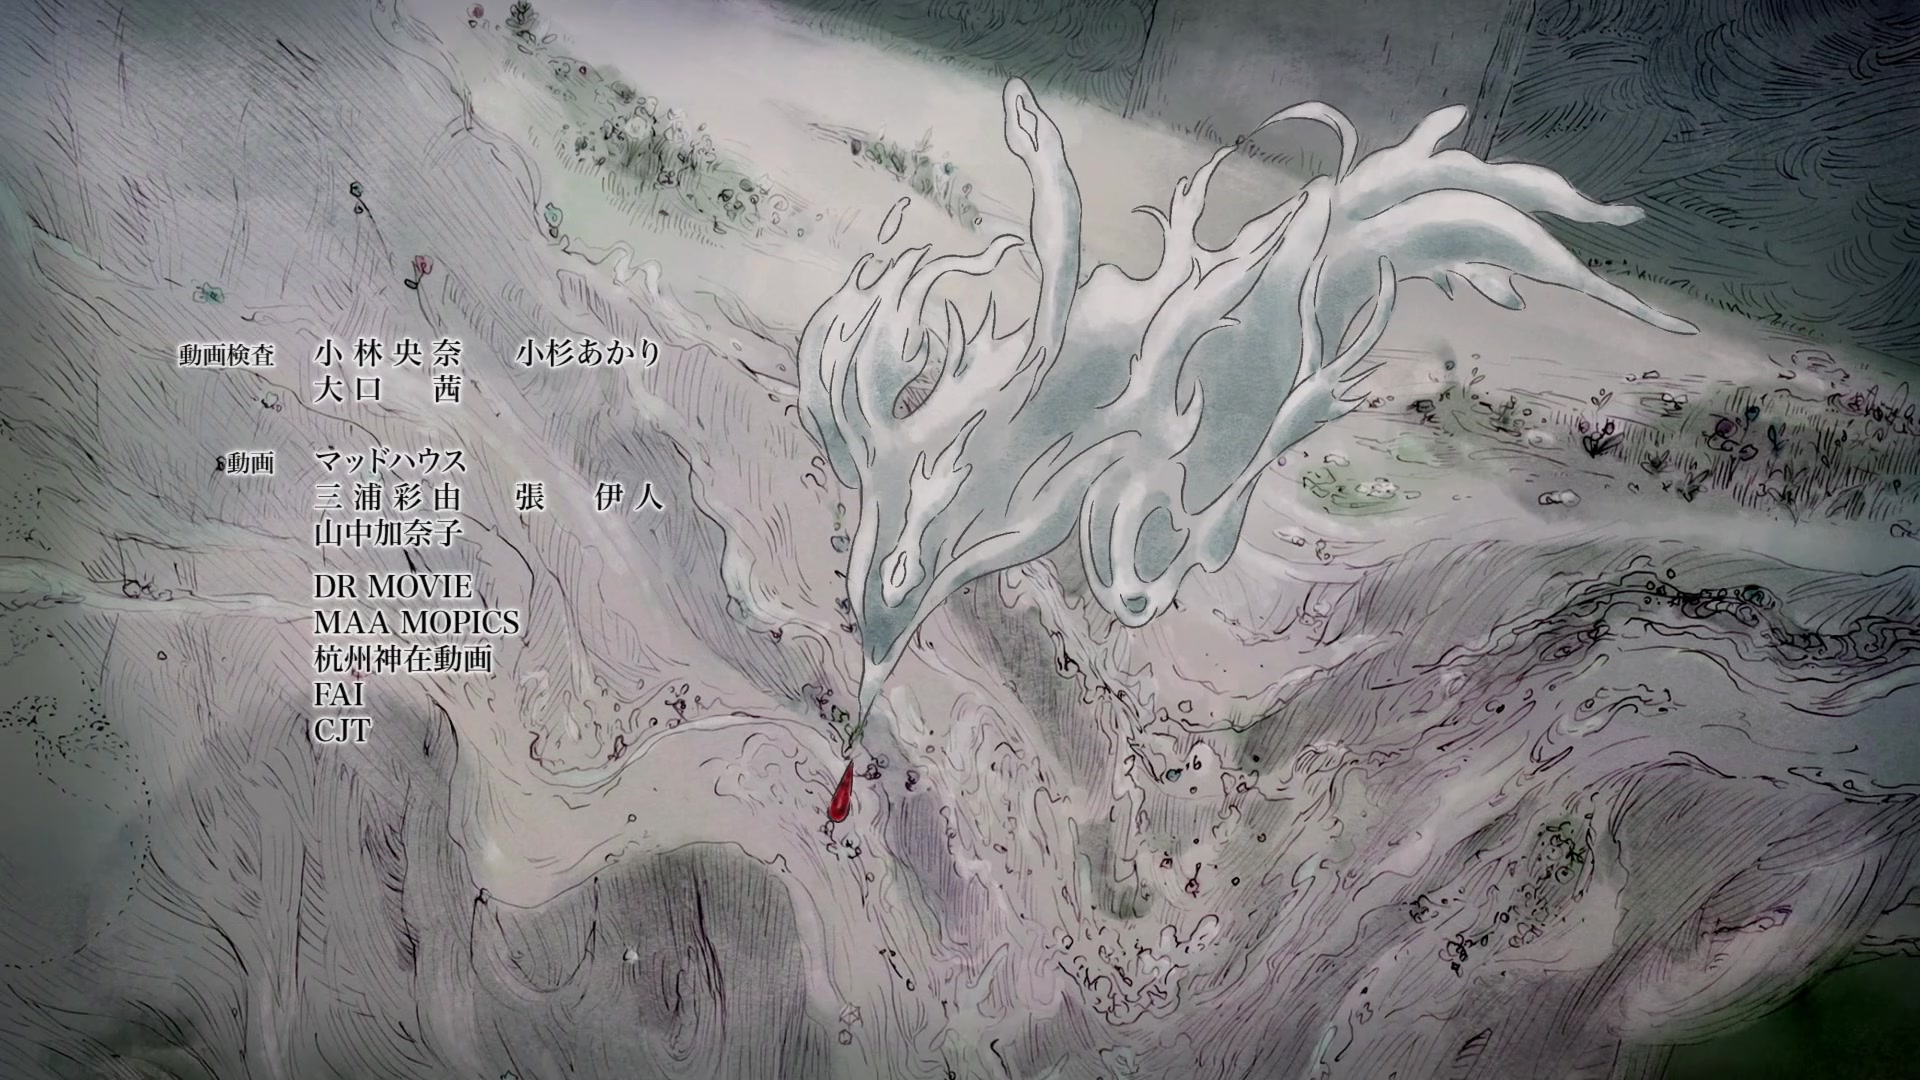 動画検査 小林央奈 小杉あかり
大口 茜
動画 マッドハウス
三浦彩由 張 伊人
山中加奈子
DR MOVIE
MAA MOPICS
杭州神在動画
FAI
CJT